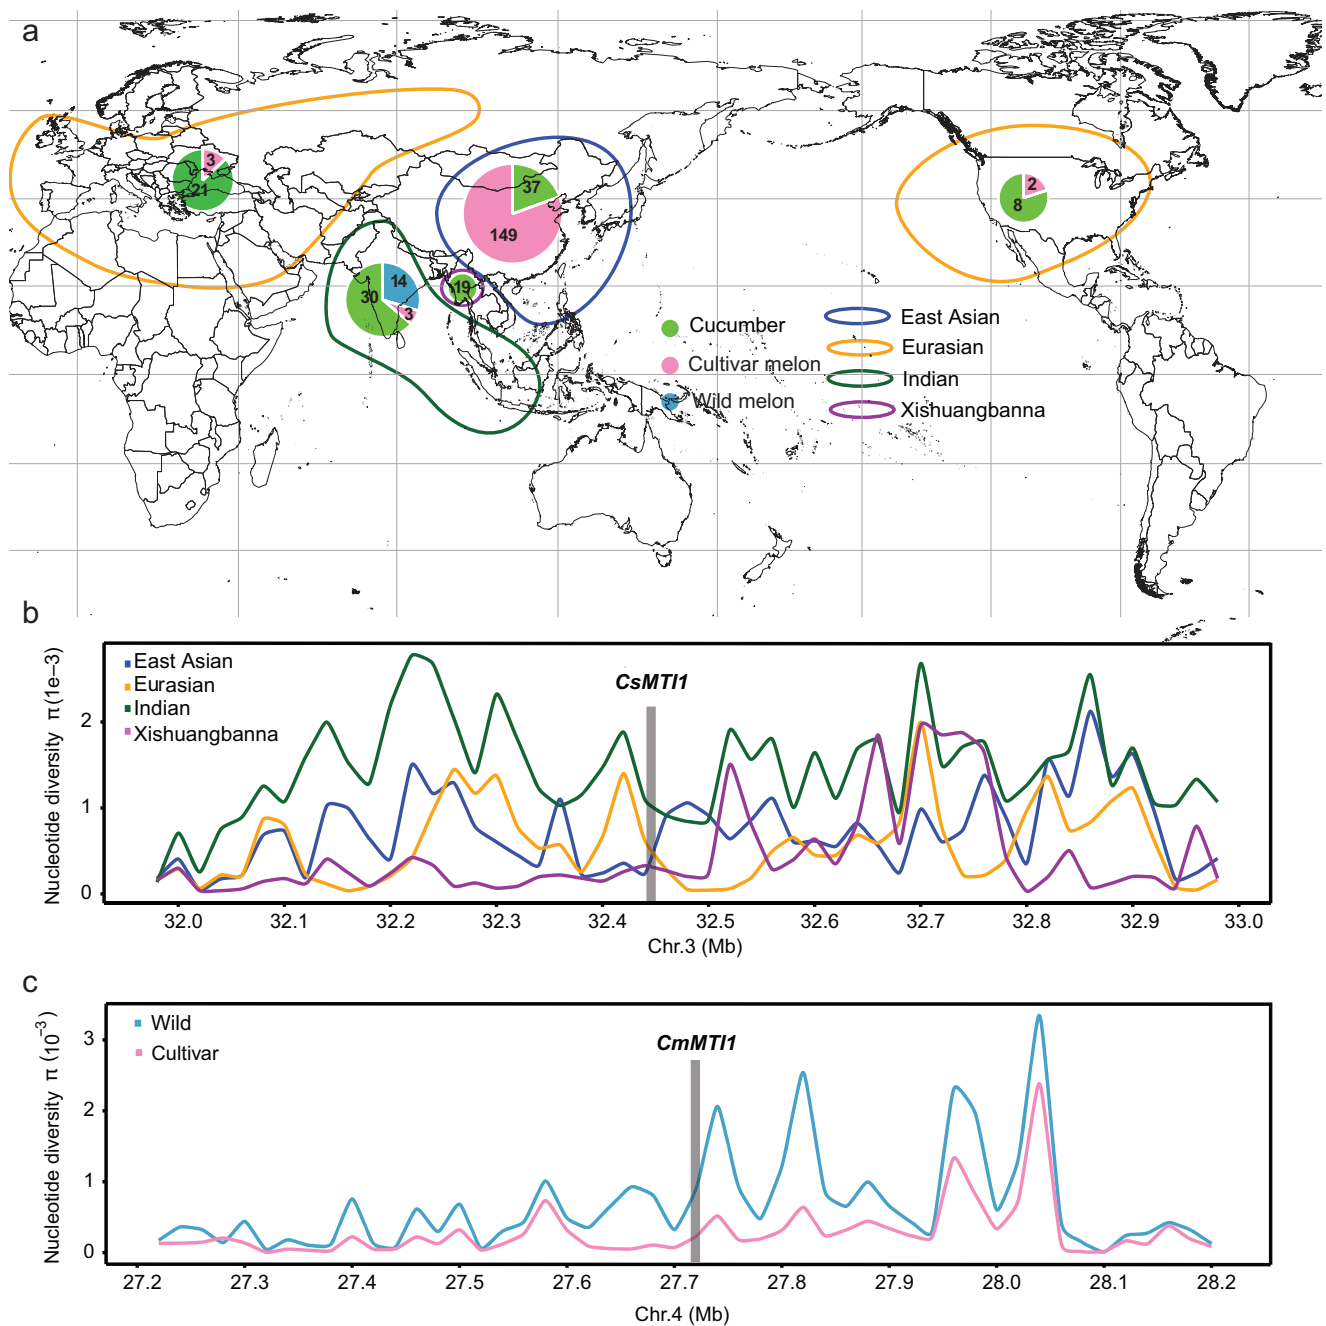 a
3
21
37
149
2
8
30
14
3
19
Cucumber
Cultivar melon
Wild melon
East Asian
Eurasian
Indian
Xishuangbanna
b
Nucleotide diversity π (1e−3)
East Asian
Eurasian
Indian
Xishuangbanna
CsMTI1
2
1
0
32.0 32.1 32.2 32.3 32.4 32.5 32.6 32.7 32.8 32.9 33.0
Chr.3 (Mb)
c
Nucleotide diversity π (10⁻³)
Wild
Cultivar
CmMTI1
3
2
1
0
27.2 27.3 27.4 27.5 27.6 27.7 27.8 27.9 28.0 28.1 28.2
Chr.4 (Mb)